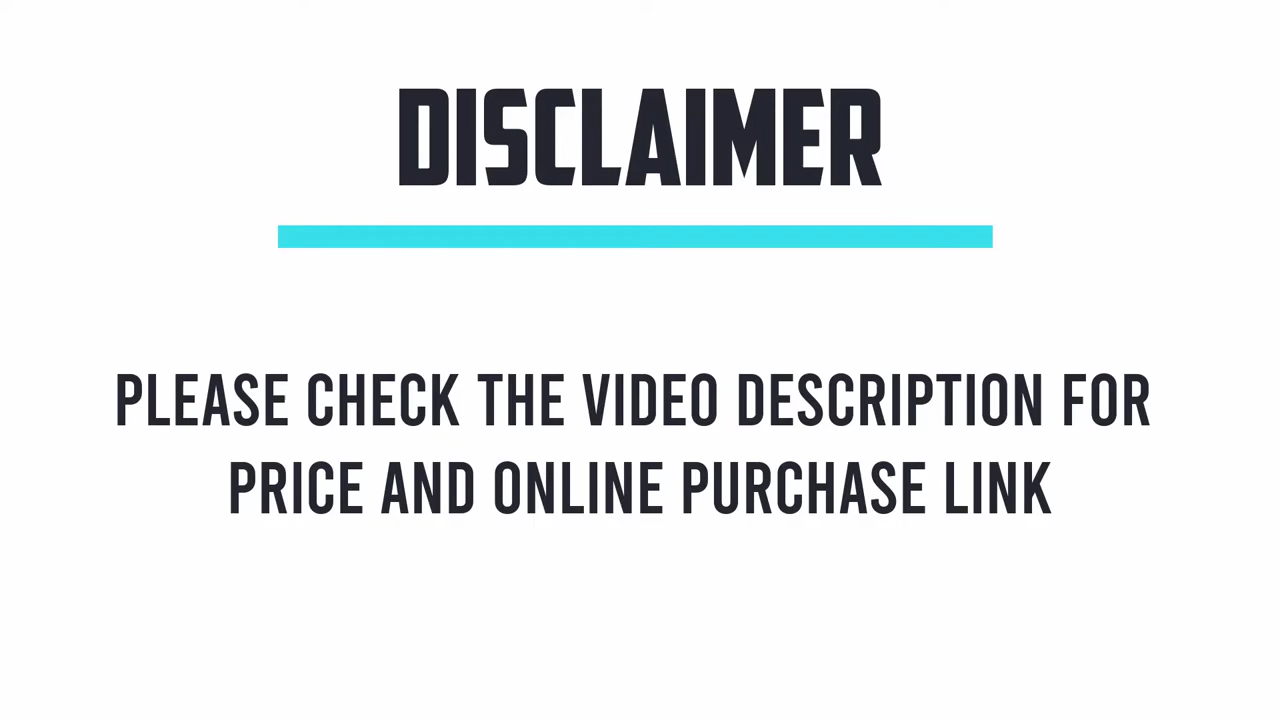 DISCLAIMER
PLEASE CHECK THE VIDEO DESCRIPTION FOR
PRICE AND ONLINE PURCHASE LINK